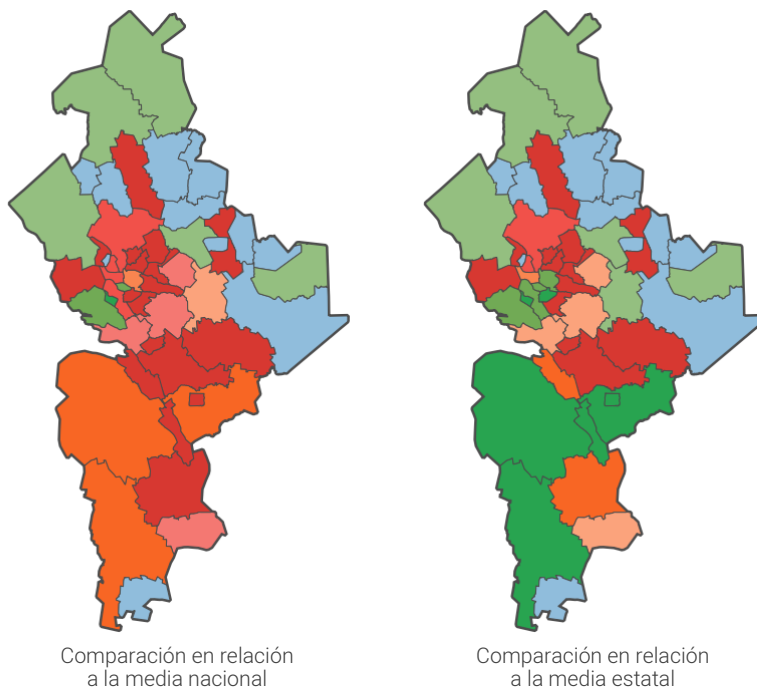 Comparación en relación
a la media nacional
Comparación en relación
a la media estatal